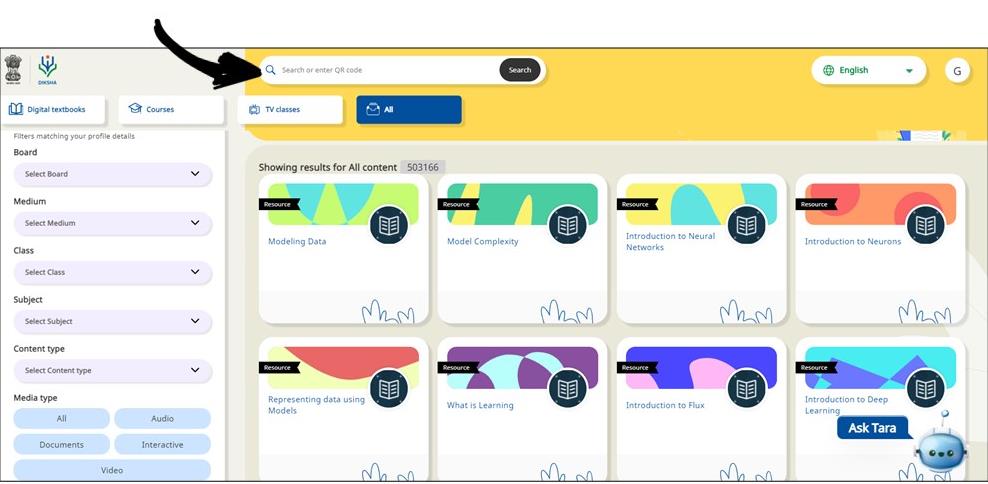 DIKSHA
Search or enter QR code
Search
English
G
Digital textbooks
Courses
TV classes
All
Filters matching your profile details
Board
Select Board
Medium
Select Medium
Class
Select Class
Subject
Select Subject
Content type
Select Content type
Media type
All
Audio
Documents
Interactive
Video
Showing results for All content 503166
Resource
Modeling Data
Resource
Model Complexity
Resource
Introduction to Neural
Networks
Resource
Introduction to Neurons
Resource
Representing data using
Models
Resource
What is Learning
Resource
Introduction to Flux
Resource
Introduction to Deep
Learning
Ask Tara